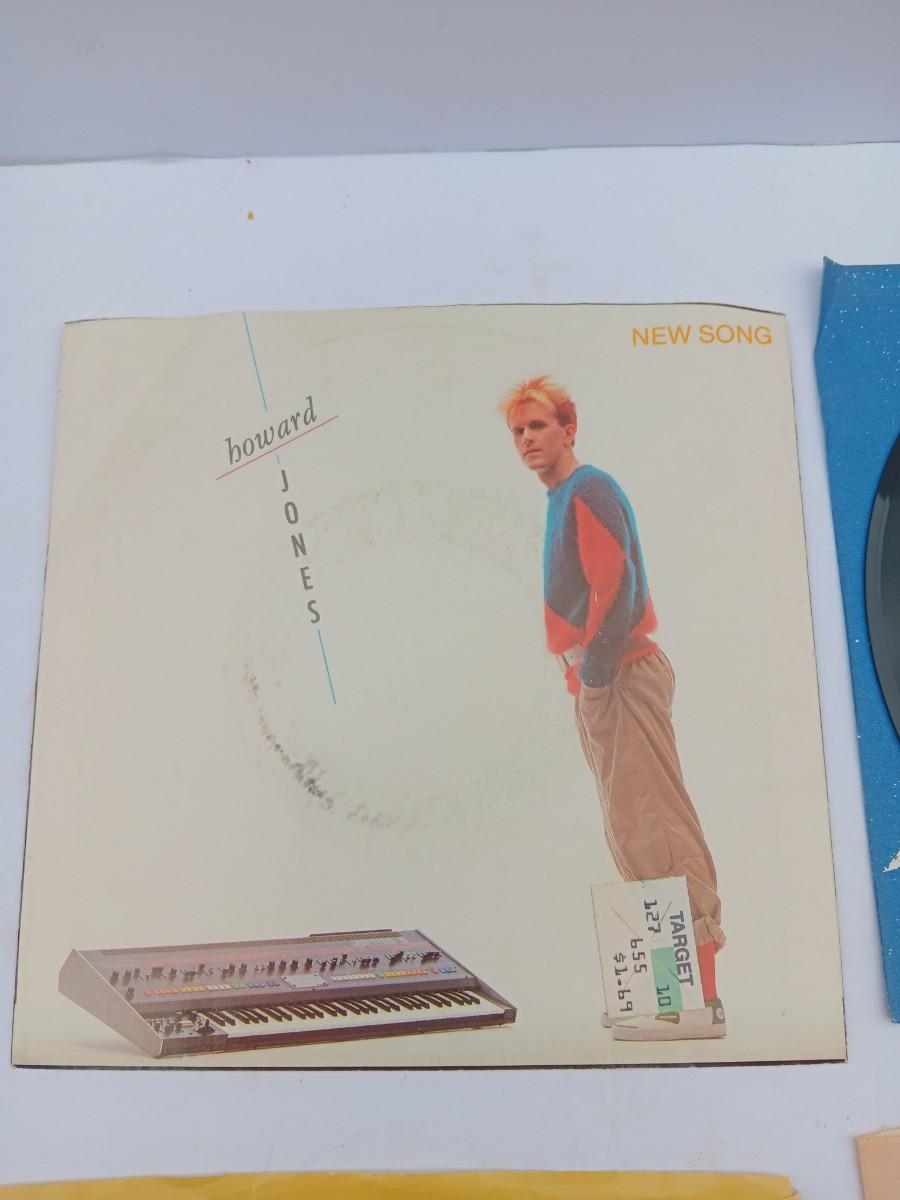 NEW SONG
howard
JONES
TARGET
127 10
655
$1.69